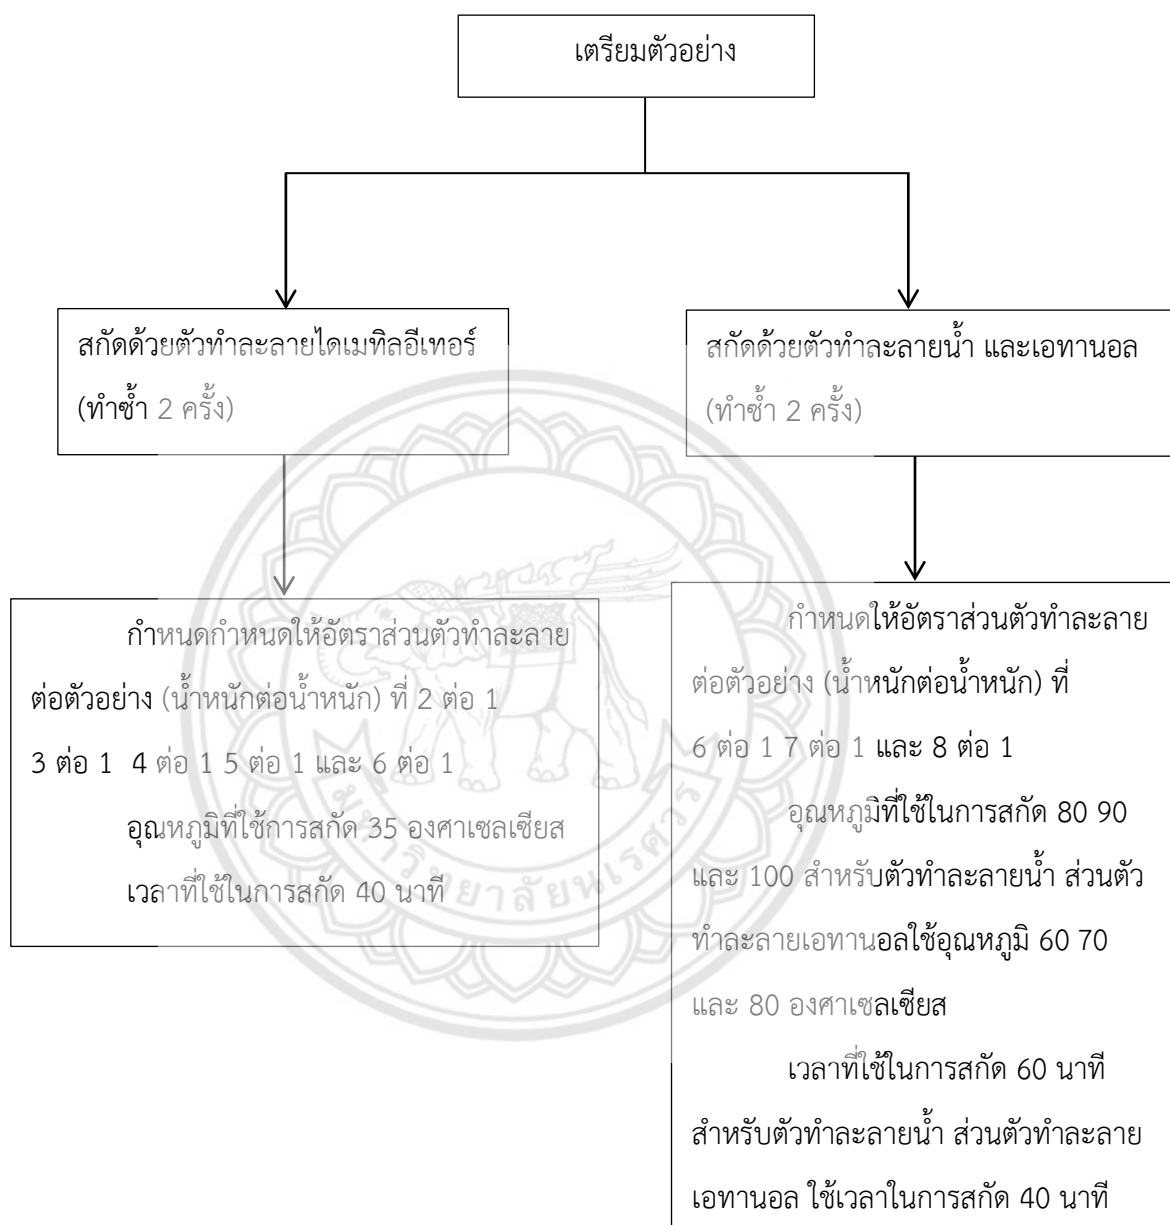 เตรียมตัวอย่าง
สกัดด้วยตัวทำละลายไดเมทิลอีเทอร์
(ทำซ้ำ 2 ครั้ง)
สกัดด้วยตัวทำละลายน้ำ และเอทานอล
(ทำซ้ำ 2 ครั้ง)
กำหนดกำหนดให้อัตราส่วนตัวทำละลาย
ต่อตัวอย่าง (น้ำหนักต่อน้ำหนัก) ที่ 2 ต่อ 1
3 ต่อ 1 4 ต่อ 1 5 ต่อ 1 และ 6 ต่อ 1
อุณหภูมิที่ใช้การสกัด 35 องศาเซลเซียส
เวลาที่ใช้ในการสกัด 40 นาที
กำหนดให้อัตราส่วนตัวทำละลาย
ต่อตัวอย่าง (น้ำหนักต่อน้ำหนัก) ที่
6 ต่อ 1 7 ต่อ 1 และ 8 ต่อ 1
อุณหภูมิที่ใช้ในการสกัด 80 90
และ 100 สำหรับตัวทำละลายน้ำ ส่วนตัว
ทำละลายเอทานอลใช้อุณหภูมิ 60 70
และ 80 องศาเซลเซียส
เวลาที่ใช้ในการสกัด 60 นาที
สำหรับตัวทำละลายน้ำ ส่วนตัวทำละลาย
เอทานอล ใช้เวลาในการสกัด 40 นาที
มหาวิทยาลัยนเรศวร